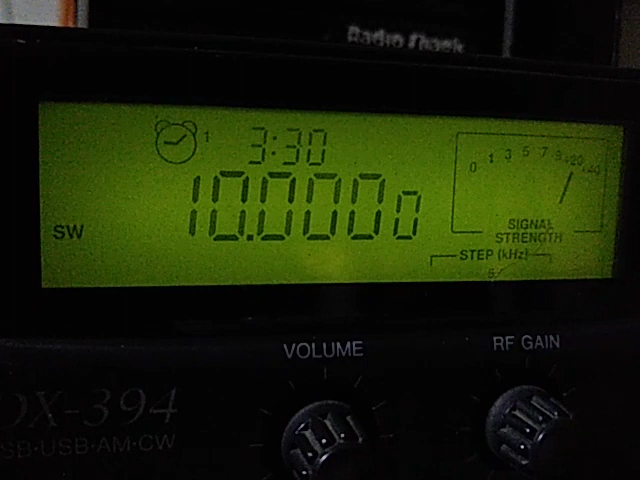 Radio Shack
1 3:30
0 1 3 5 7 9 +20 +40
10.0000
SW
SIGNAL
STRENGTH
STEP (kHz)
5
VOLUME
RF GAIN
DX-394
SB·USB·AM·CW